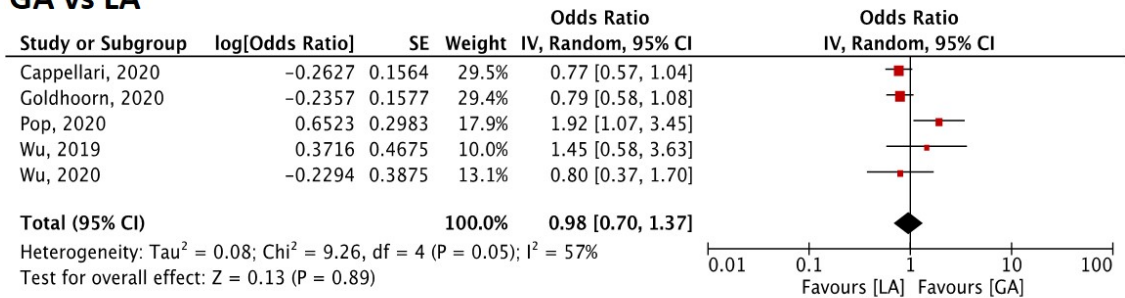 GA vs LA
Odds Ratio Odds Ratio
Study or Subgroup log[Odds Ratio] SE Weight IV, Random, 95% CI IV, Random, 95% CI
Cappellari, 2020 −0.2627 0.1564 29.5% 0.77 [0.57, 1.04]
Goldhoorn, 2020 −0.2357 0.1577 29.4% 0.79 [0.58, 1.08]
Pop, 2020 0.6523 0.2983 17.9% 1.92 [1.07, 3.45]
Wu, 2019 0.3716 0.4675 10.0% 1.45 [0.58, 3.63]
Wu, 2020 −0.2294 0.3875 13.1% 0.80 [0.37, 1.70]
Total (95% CI) 100.0% 0.98 [0.70, 1.37]
Heterogeneity: Tau² = 0.08; Chi² = 9.26, df = 4 (P = 0.05); I² = 57%
Test for overall effect: Z = 0.13 (P = 0.89)
0.01 0.1 1 10 100
Favours [LA] Favours [GA]